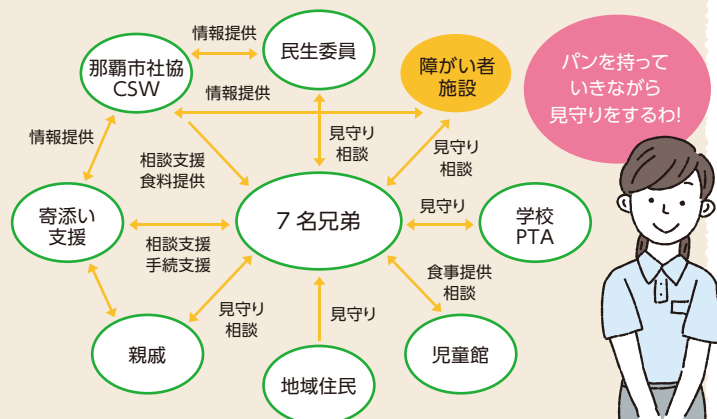 情報提供
民生委員
那覇市社協
CSW
障がい者
施設
パンを持って
いきながら
見守りをするわ!
情報提供
情報提供
相談支援
食料提供
見守り
相談
見守り
相談
寄添い
支援
7名兄弟
見守り
学校
PTA
相談支援
手続支援
食事提供
相談
見守り
相談
見守り
親戚
地域住民
児童館